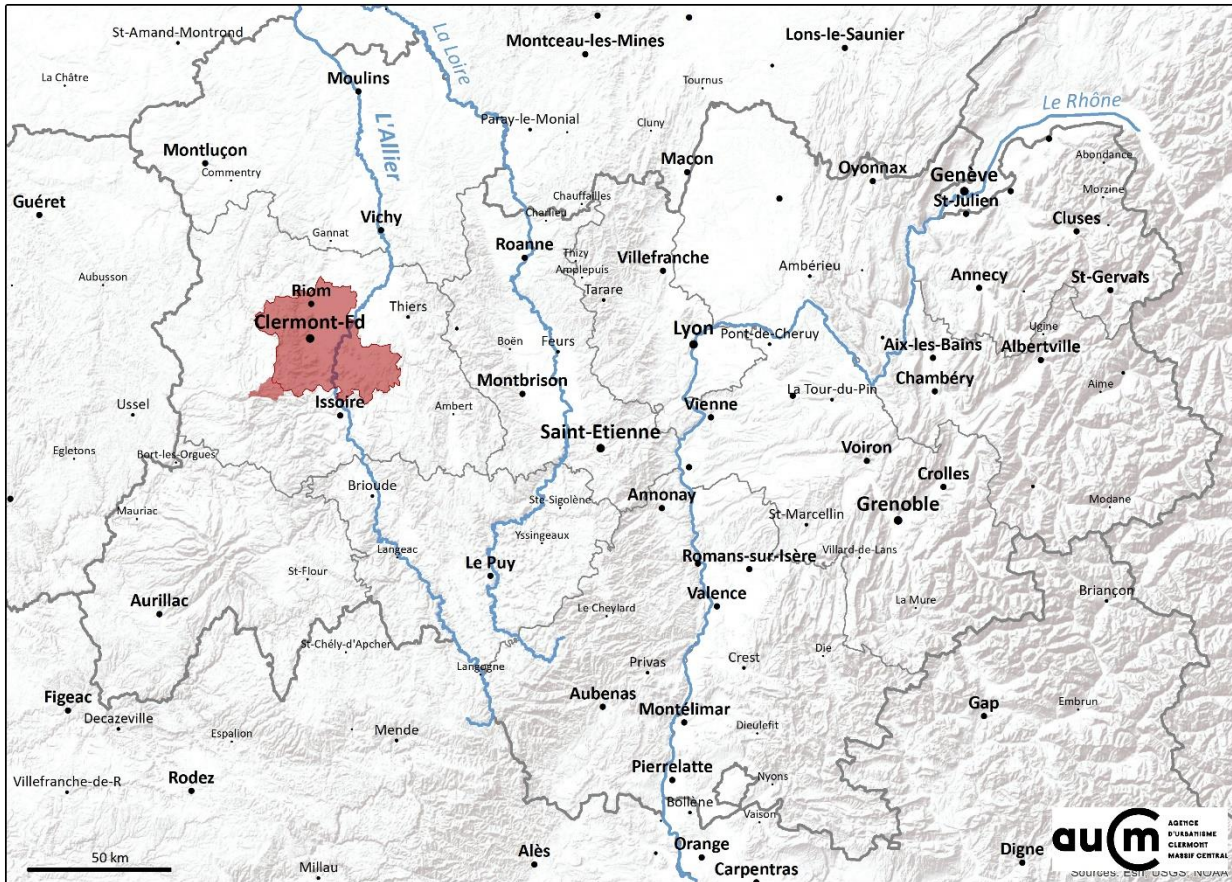 St-Amand-Montrond
La Loire
Montceau-les-Mines
Lons-le-Saunier
La Châtre
Moulins
Tournus
Le Rhône
L'Allier
Paray-le-Monial
Cluny
Montluçon
Commentry
Macon
Oyonnax
Genève
Abondance
Morzine
Guéret
Chauffailles
St-Julien
Vichy
Charlieu
Cluses
Gannat
Roanne
Thizy
Villefranche
Aubusson
Amplepuis
Ambérieu
Annecy
St-Gervais
Riom
Tarare
Thiers
Clermont-Fd
Lyon
Pont-de-Cheruy
Ugine
Boën
Feurs
Aix-les-Bains
Albertville
Montbrison
Chambéry
La Tour-du-Pin
Aime
Issoire
Ussel
Ambert
Vienne
Saint-Etienne
Egletons
Bort-les-Orgues
Voiron
Crolles
Brioude
Annonay
Ste-Sigolène
Modane
Mauriac
Grenoble
St-Marcellin
Yssingeaux
Langeac
Le Puy
Romans-sur-Isère
Villard-de-Lans
St-Flour
Valence
Briançon
Aurillac
Le Cheylard
La Mure
St-Chély-d'Apcher
Die
Langogne
Privas
Crest
Figeac
Aubenas
Gap
Embrun
Decazeville
Montélimar
Dieulefit
Espalion
Mende
Pierrelatte
Villefranche-de-R
Rodez
Nyons
Bollène
Vaison
50 km
Orange
Alès
Millau
Carpentras
Digne
aucm
AGENCE
D'URBANISME
CLERMONT
MASSIF CENTRAL
Sources: Esri, USGS, NOAA